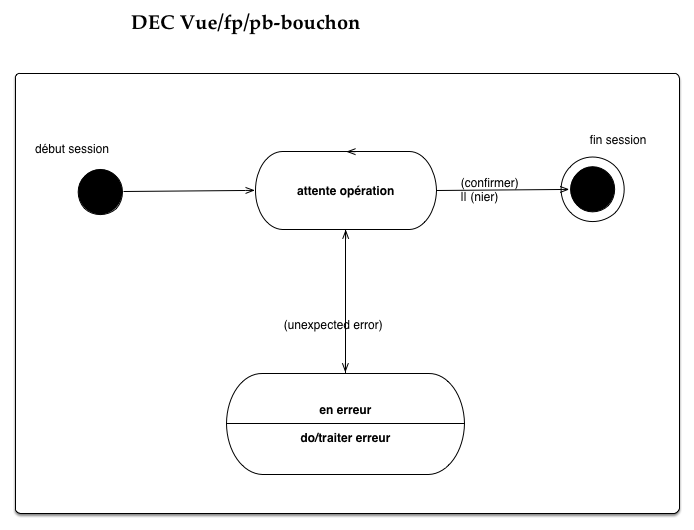 DEC Vue/fp/pb-bouchon
début session
fin session
attente opération
(confirmer)
|| (nier)
(unexpected error)
en erreur
do/traiter erreur